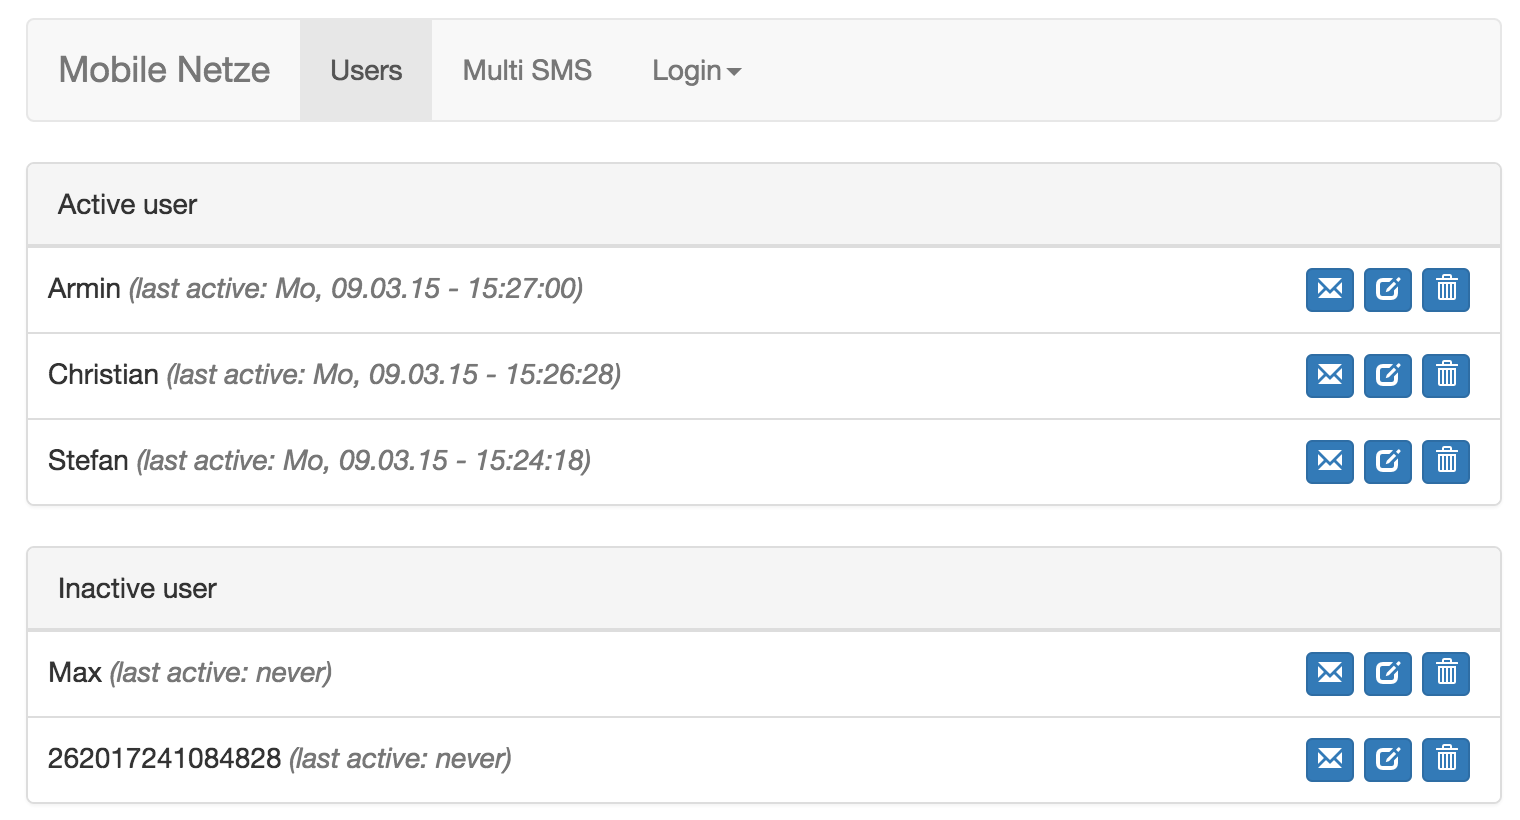 Mobile Netze Users Multi SMS Login
Active user
Armin (last active: Mo, 09.03.15 - 15:27:00)
Christian (last active: Mo, 09.03.15 - 15:26:28)
Stefan (last active: Mo, 09.03.15 - 15:24:18)
Inactive user
Max (last active: never)
262017241084828 (last active: never)